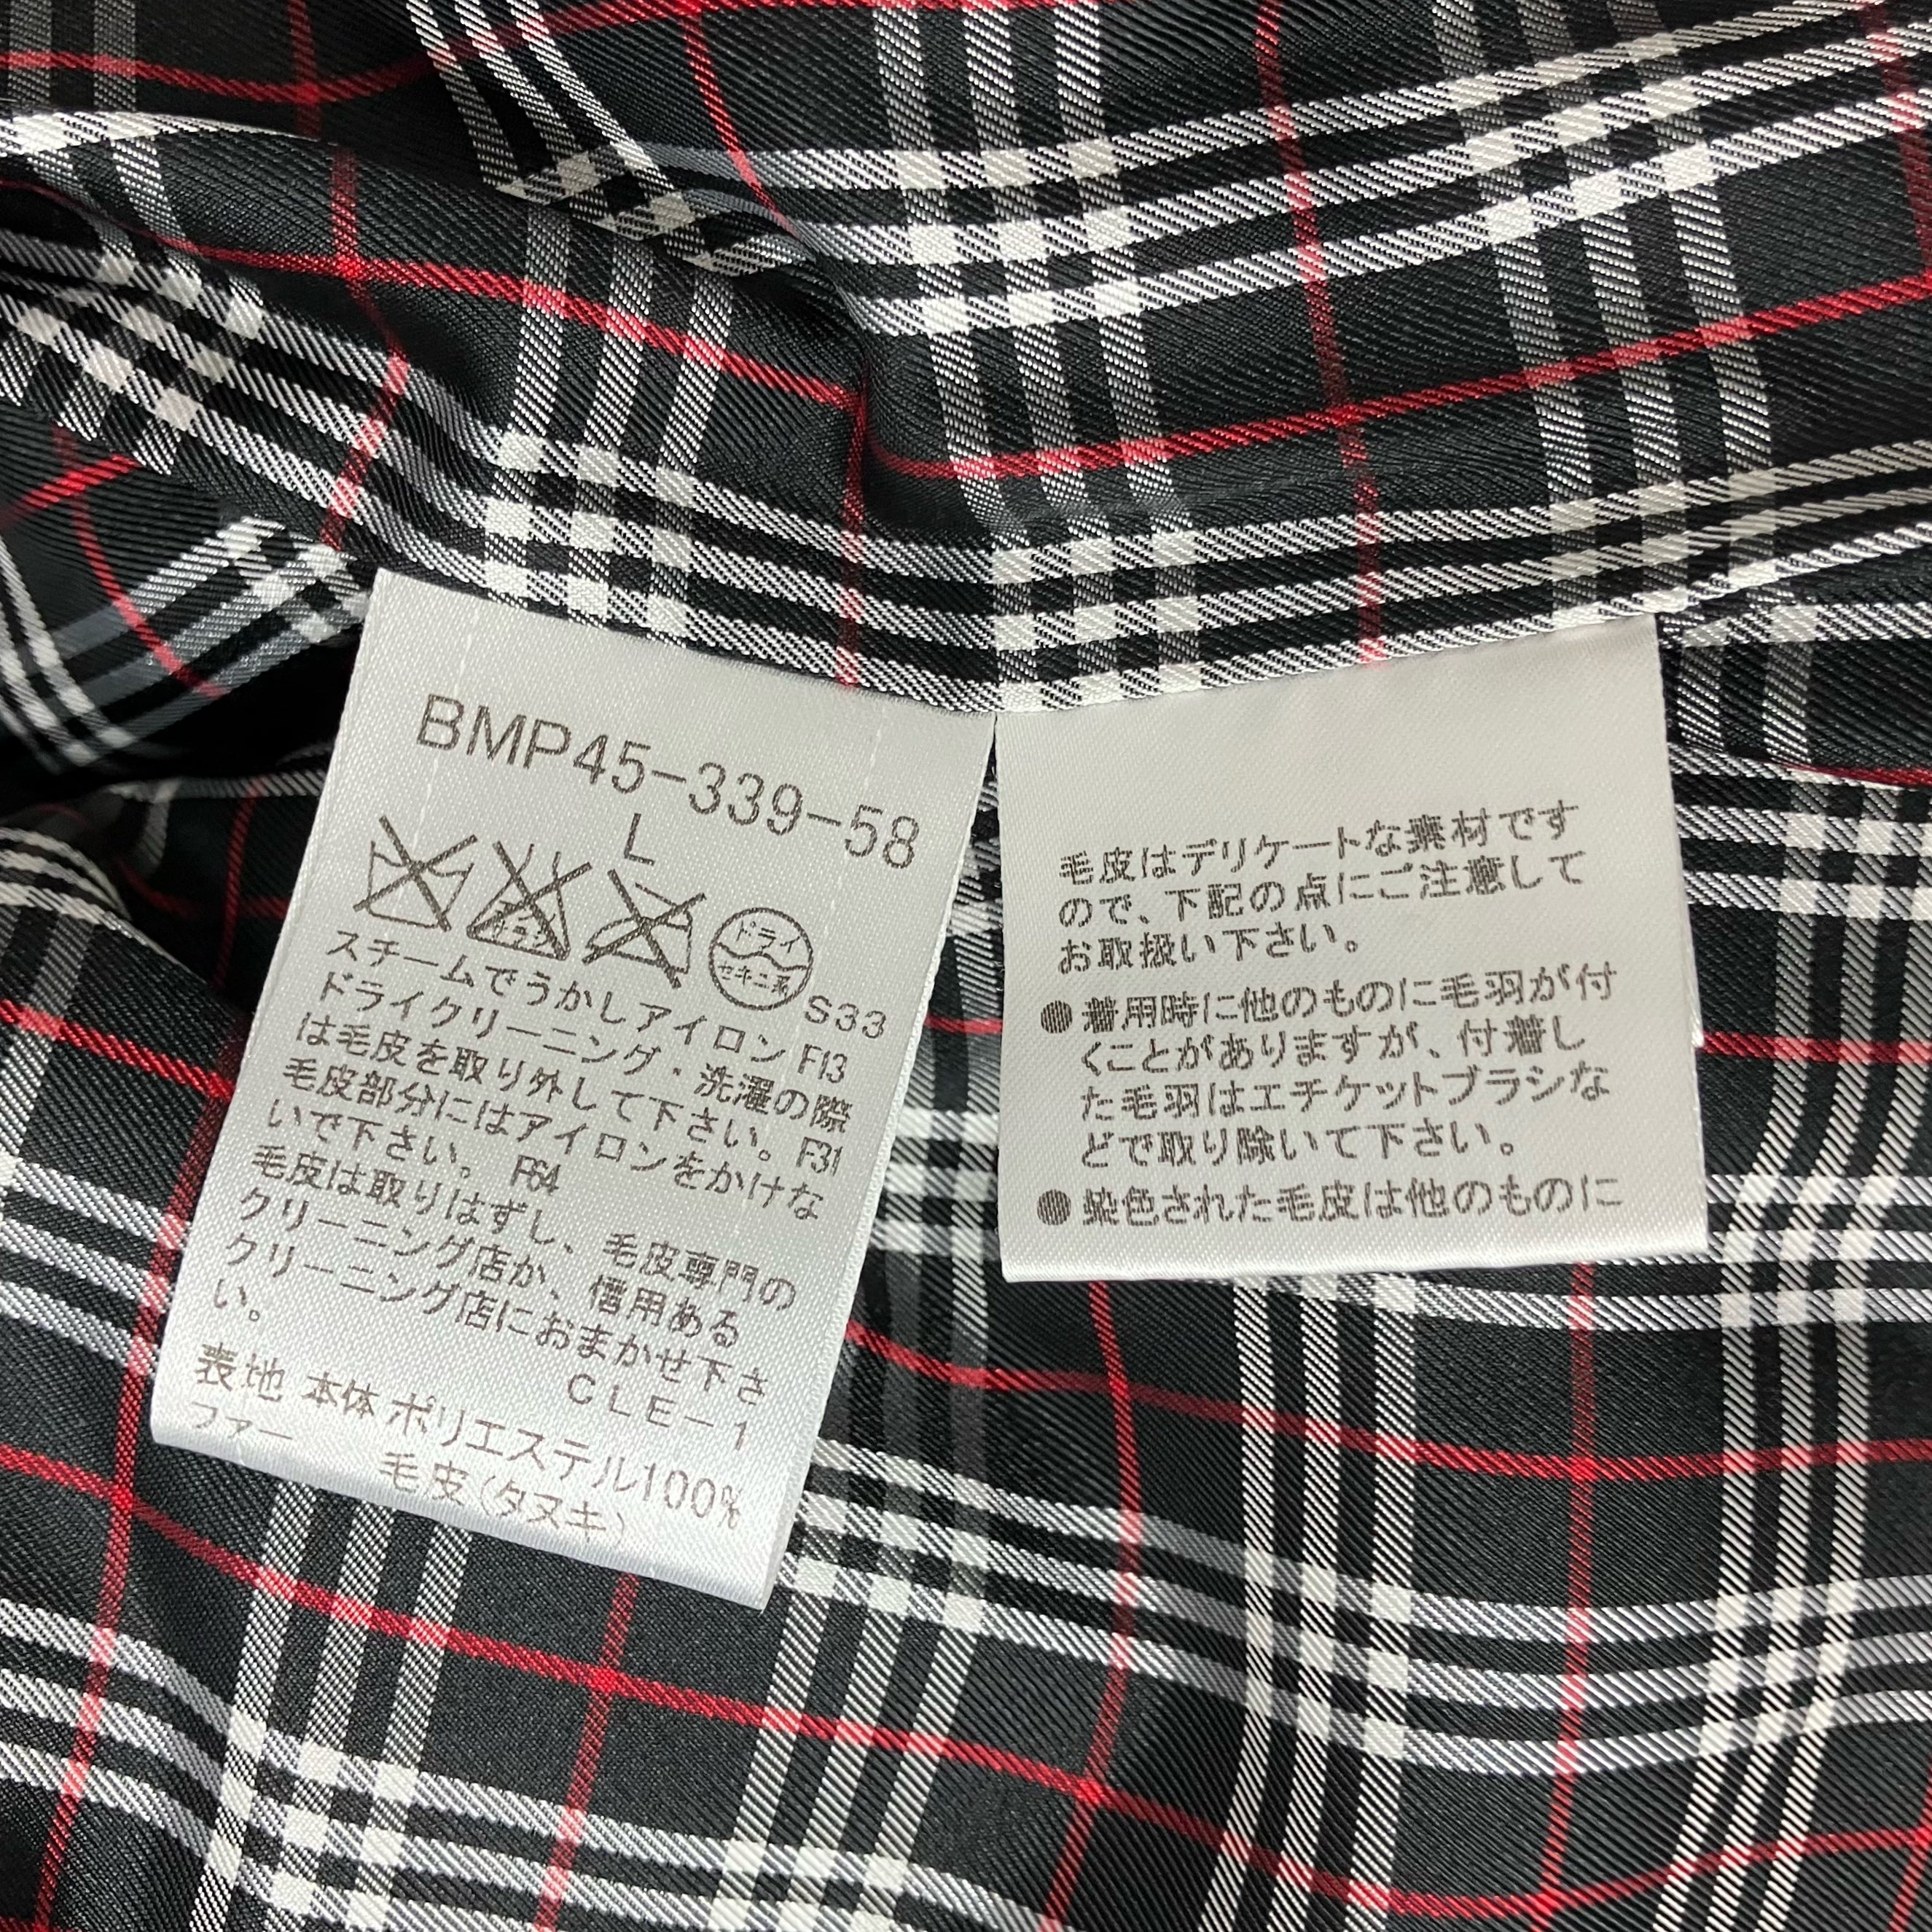 BMP45-339-58
L
ドライ
セキユ系
S33
スチームでうかしアイロン F13
ドライクリーニング・洗濯の際
は毛皮を取り外して下さい。F31
毛皮部分にはアイロンをかけな
いで下さい。 F64
毛皮は取りはずし、毛皮専門の
クリーニング店か、信用ある
クリーニング店におまかせ下さ
い。
CLE-1
表地 本体 ポリエステル100%
ファー
毛皮(タヌキ)
毛皮はデリケートな素材です
ので、下記の点にご注意して
お取扱い下さい。
●着用時に他のものに毛羽が付
くことがありますが、付着し
た毛羽はエチケットブラシな
どで取り除いて下さい。
●染色された毛皮は他のものに